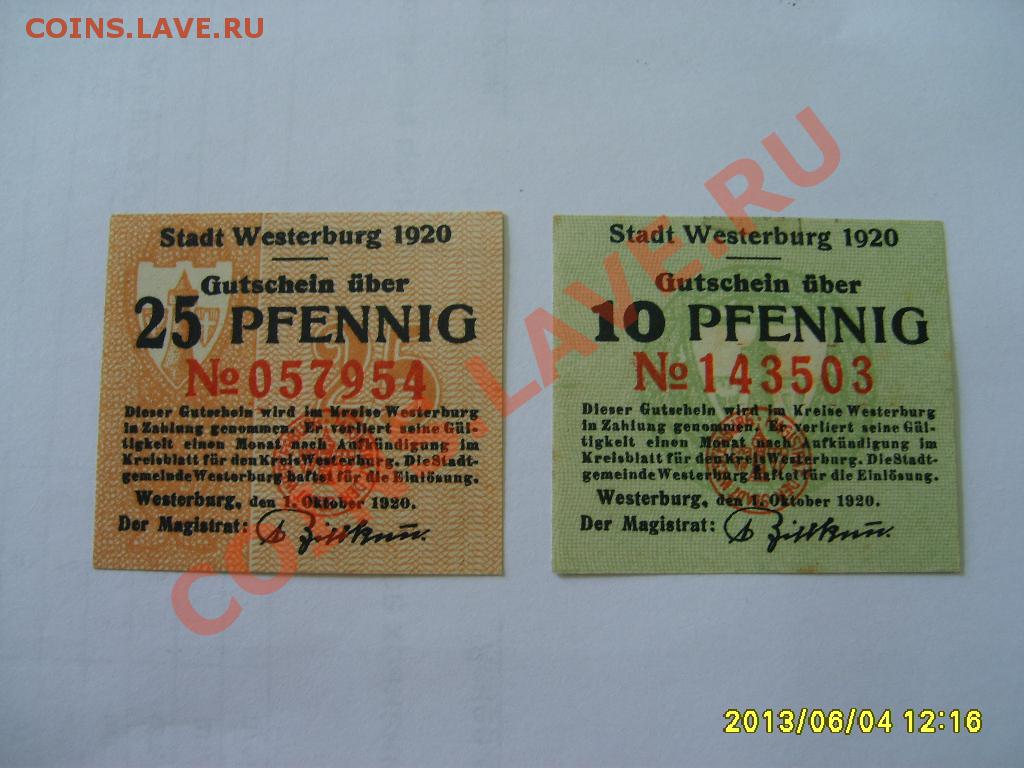 COINS.LAVE.RU
Stadt Westerburg 1920
Gutschein über
25 PFENNIG
№ 057954
Dieser Gutschein wird im Kreise Westerburg
in Zahlung genommen. Er verliert seine Gül-
tigkeit einen Monat nach Aufkündigung im
Kreisblatt für den Kreis Westerburg. Die Stadt-
gemeinde Westerburg haftet für die Einlösung.
Westerburg, den 1. Oktober 1920.
Der Magistrat:
Stadt Westerburg 1920
Gutschein über
10 PFENNIG
№ 143503
Dieser Gutschein wird im Kreise Westerburg
in Zahlung genommen. Er verliert seine Gül-
tigkeit einen Monat nach Aufkündigung im
Kreisblatt für den Kreis Westerburg. Die Stadt-
gemeinde Westerburg haftet für die Einlösung.
Westerburg, den 1. Oktober 1920.
Der Magistrat:
COINS.LAVE.RU
2013/06/04 12:16